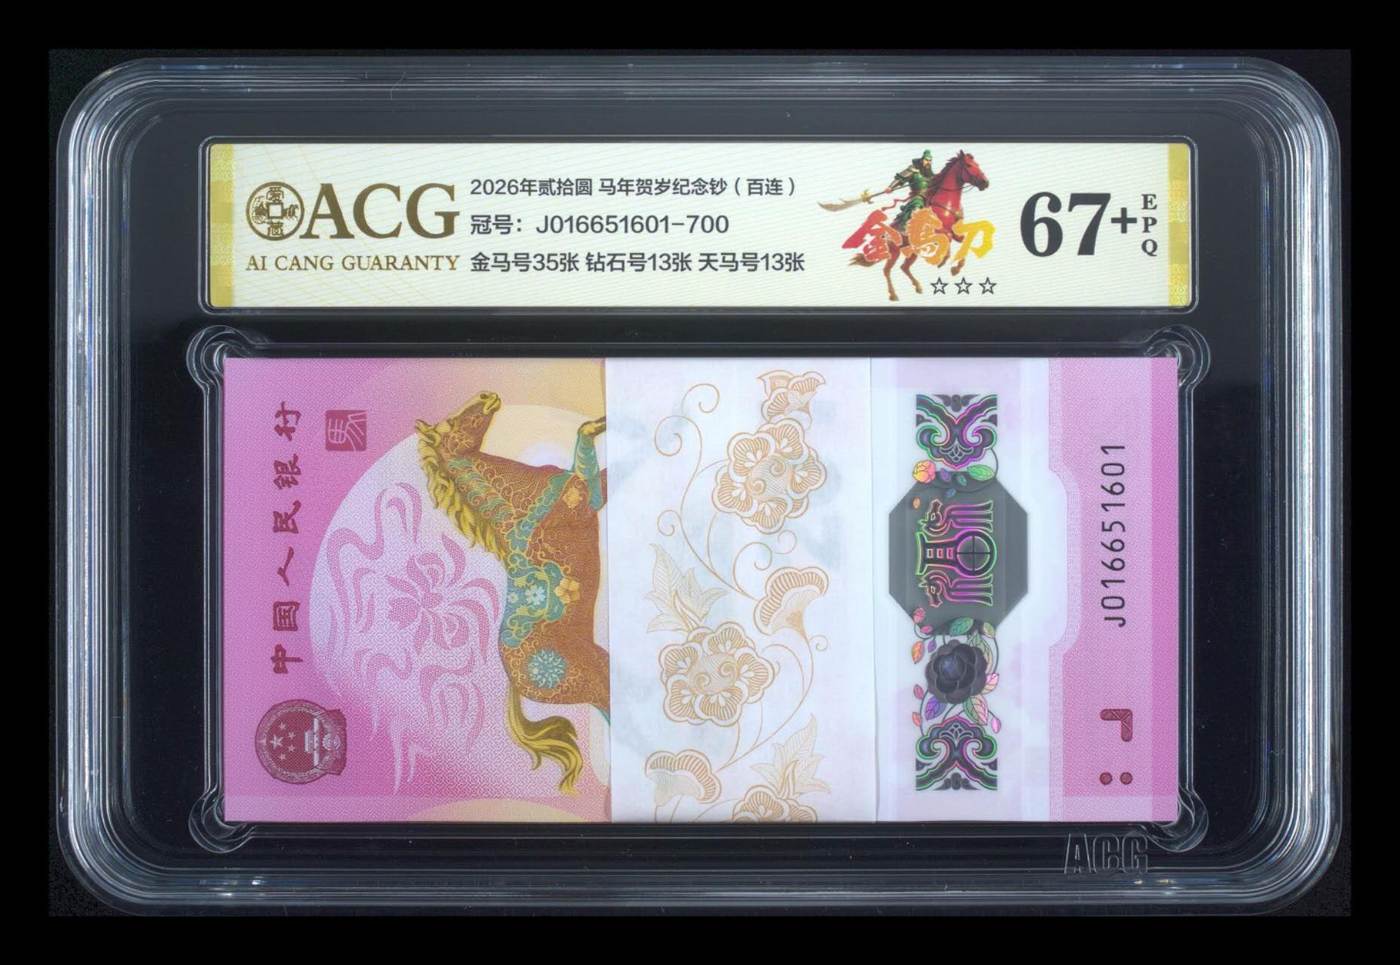 ACG
AI CANG GUARANTY
2026年贰拾圆 马年贺岁纪念钞（百连）
冠号：J016651601-700
金马号35张 钻石号13张 天马号13张
金马刀
☆☆☆
67+
EPQ
中国人民银行
J016651601
ACG